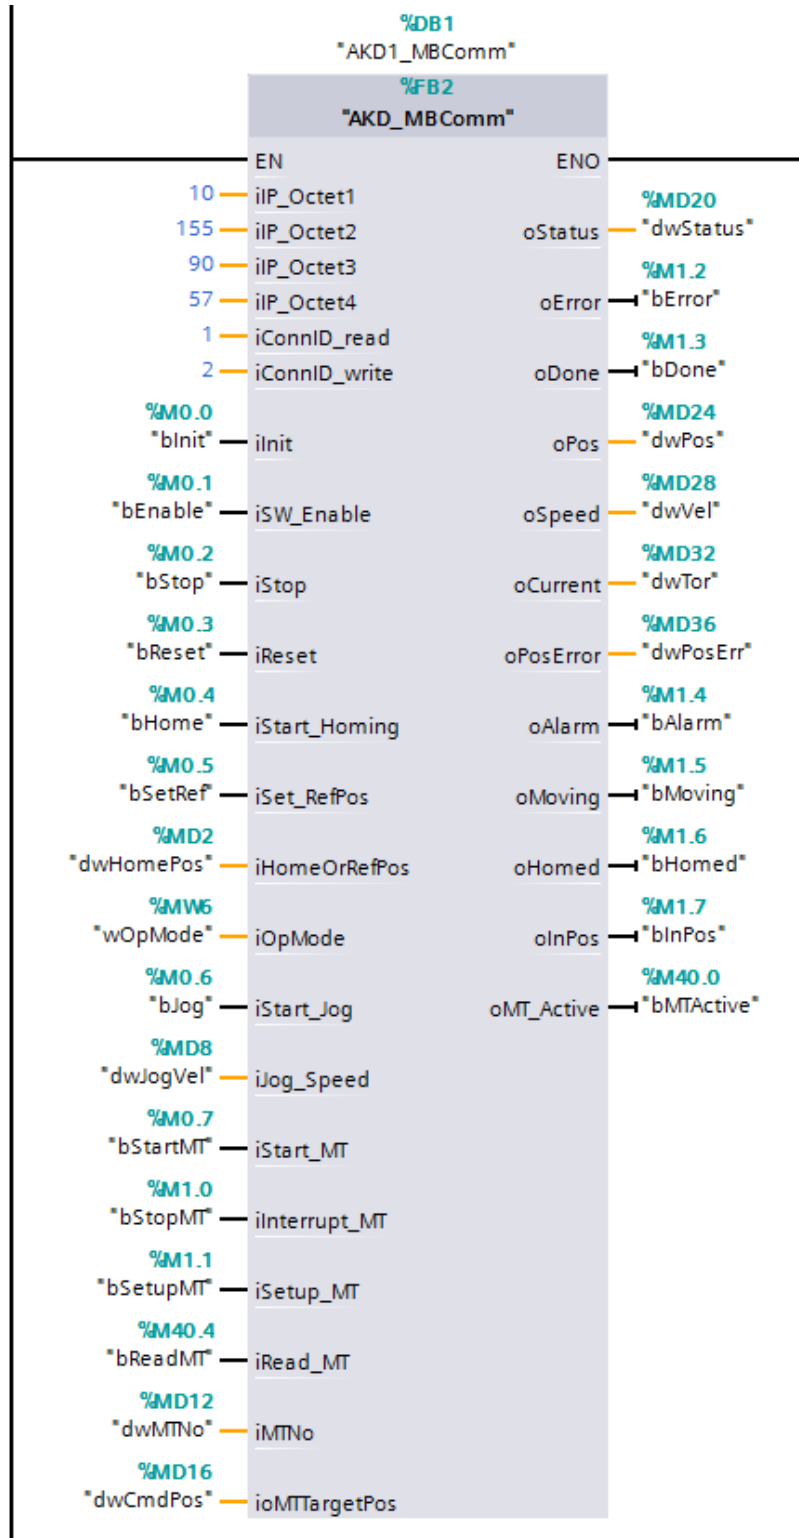 %DB1
"AKD1_MBComm"
%FB2
"AKD_MBComm"
EN ENO
10 iIP_Octet1
%MD20
155 iIP_Octet2 oStatus "dwStatus"
90 iIP_Octet3
%M1.2
57 iIP_Octet4 oError "bError"
1 iConnID_read
%M1.3
2 iConnID_write oDone "bDone"
%M0.0 %MD24
"bInit" iInit oPos "dwPos"
%M0.1 %MD28
"bEnable" iSW_Enable oSpeed "dwVel"
%M0.2 %MD32
"bStop" iStop oCurrent "dwTor"
%M0.3 %MD36
"bReset" iReset oPosError "dwPosErr"
%M0.4 %M1.4
"bHome" iStart_Homing oAlarm "bAlarm"
%M0.5 %M1.5
"bSetRef" iSet_RefPos oMoving "bMoving"
%MD2 %M1.6
"dwHomePos" iHomeOrRefPos oHomed "bHomed"
%MW6 %M1.7
"wOpMode" iOpMode oInPos "bInPos"
%M0.6 %M40.0
"bJog" iStart_Jog oMT_Active "bMTActive"
%MD8
"dwJogVel" iJog_Speed
%M0.7
"bStartMT" iStart_MT
%M1.0
"bStopMT" iInterrupt_MT
%M1.1
"bSetupMT" iSetup_MT
%M40.4
"bReadMT" iRead_MT
%MD12
"dwMTNo" iMTNo
%MD16
"dwCmdPos" ioMTTargetPos